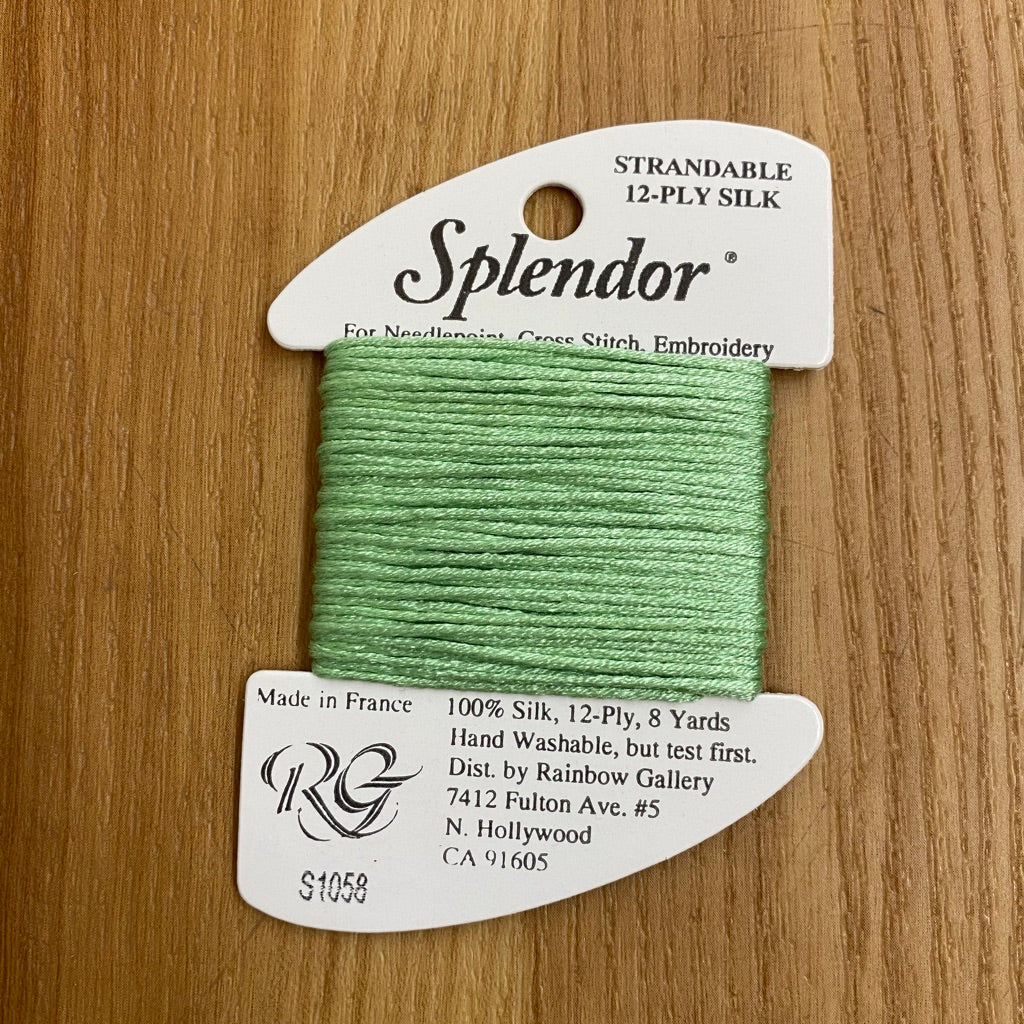 STRANDABLE
12-PLY SILK
Splendor ®
For Needlepoint, Cross Stitch, Embroidery
Made in France
RG
S1058
100% Silk, 12-Ply, 8 Yards
Hand Washable, but test first.
Dist. by Rainbow Gallery
7412 Fulton Ave. #5
N. Hollywood
CA 91605